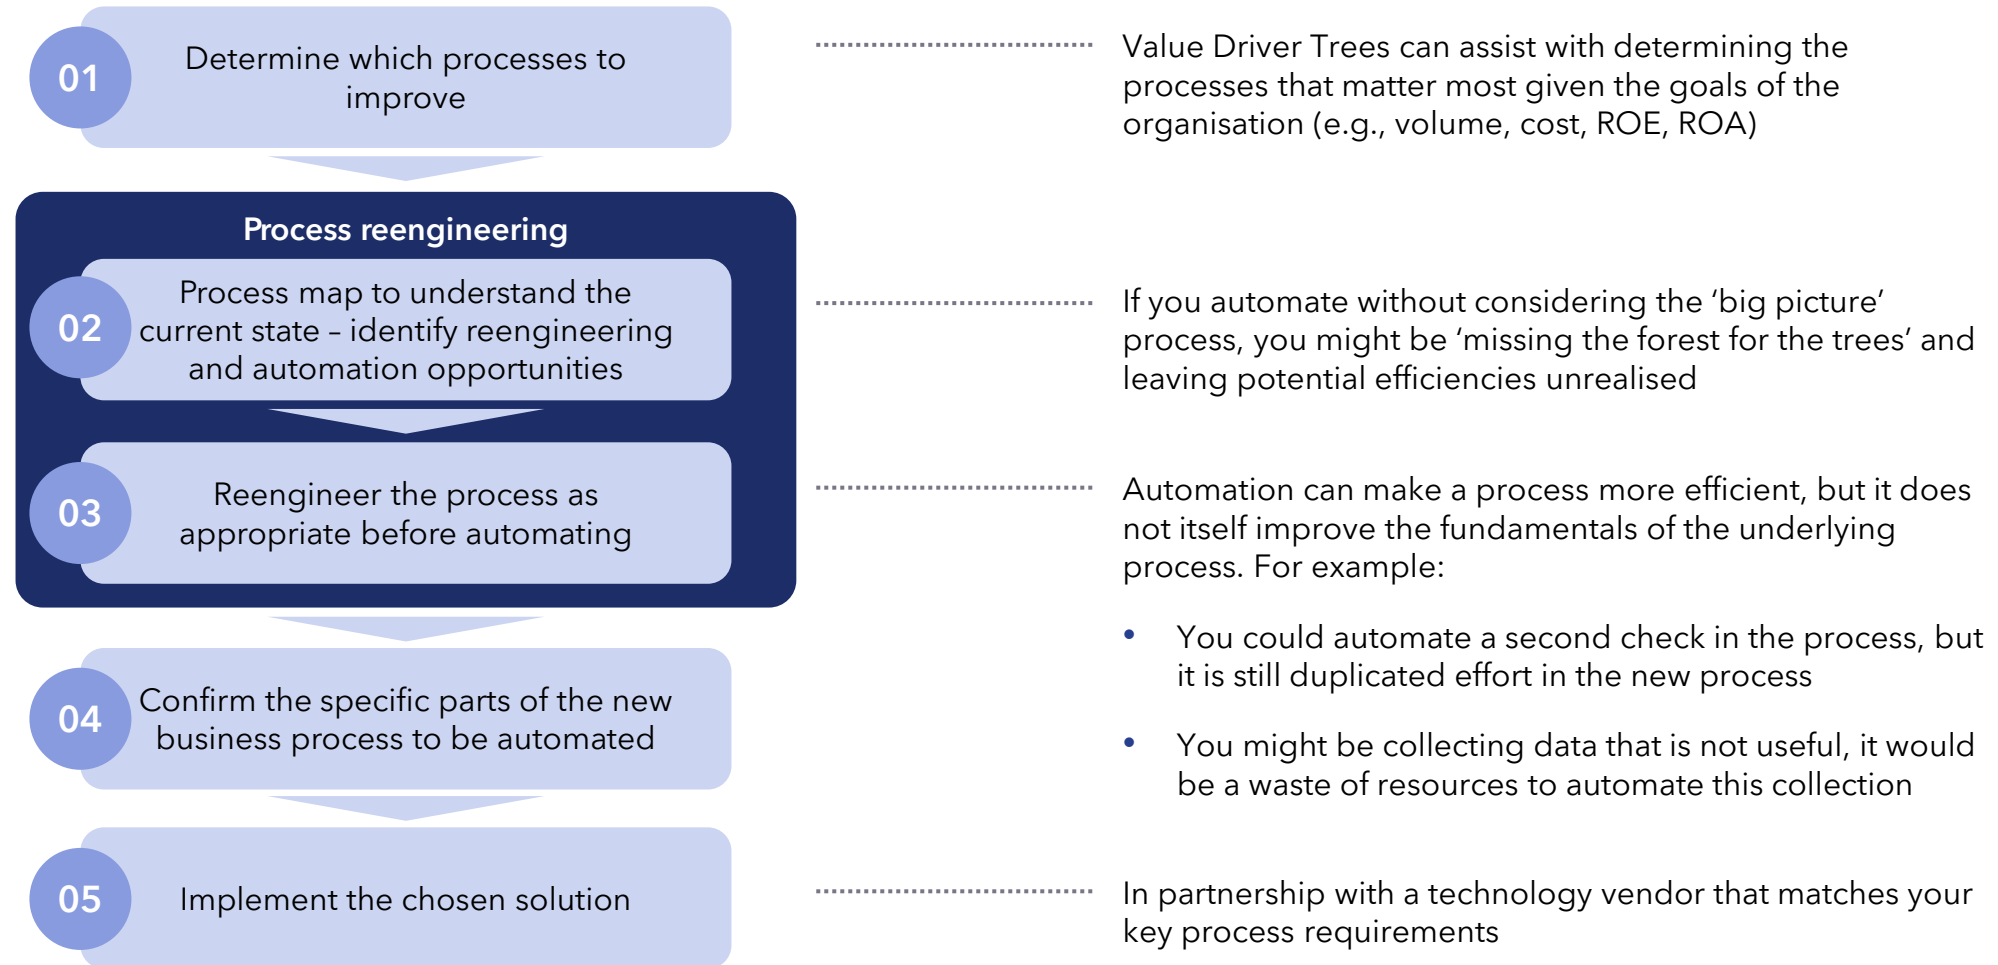 01
Determine which processes to
improve
Value Driver Trees can assist with determining the
processes that matter most given the goals of the
organisation (e.g., volume, cost, ROE, ROA)
Process reengineering
02
Process map to understand the
current state – identify reengineering
and automation opportunities
If you automate without considering the ‘big picture’
process, you might be ‘missing the forest for the trees’ and
leaving potential efficiencies unrealised
03
Reengineer the process as
appropriate before automating
Automation can make a process more efficient, but it does
not itself improve the fundamentals of the underlying
process. For example:
• You could automate a second check in the process, but
it is still duplicated effort in the new process
• You might be collecting data that is not useful, it would
be a waste of resources to automate this collection
04
Confirm the specific parts of the new
business process to be automated
05
Implement the chosen solution
In partnership with a technology vendor that matches your
key process requirements